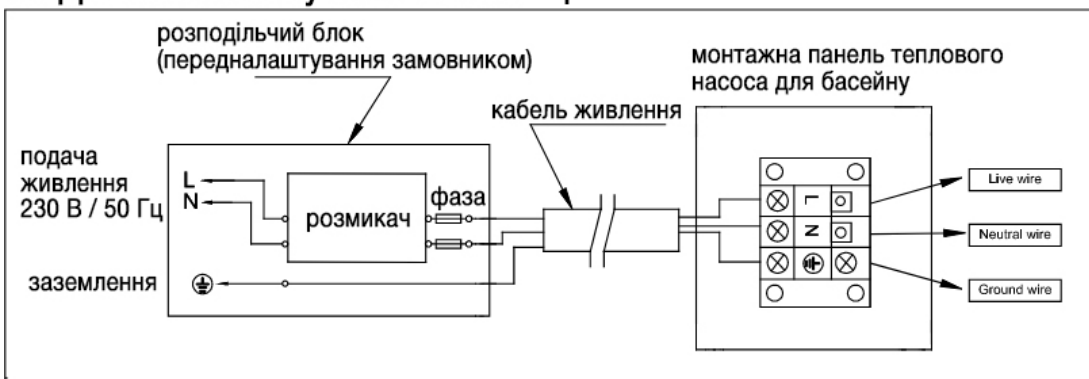 розподільчий блок
(передналаштування замовником)
монтажна панель теплового
насоса для басейну
кабель живлення
подача
живлення
230 В / 50 Гц
L
N
розмикач
фаза
заземлення
L
N
Live wire
Neutral wire
Ground wire